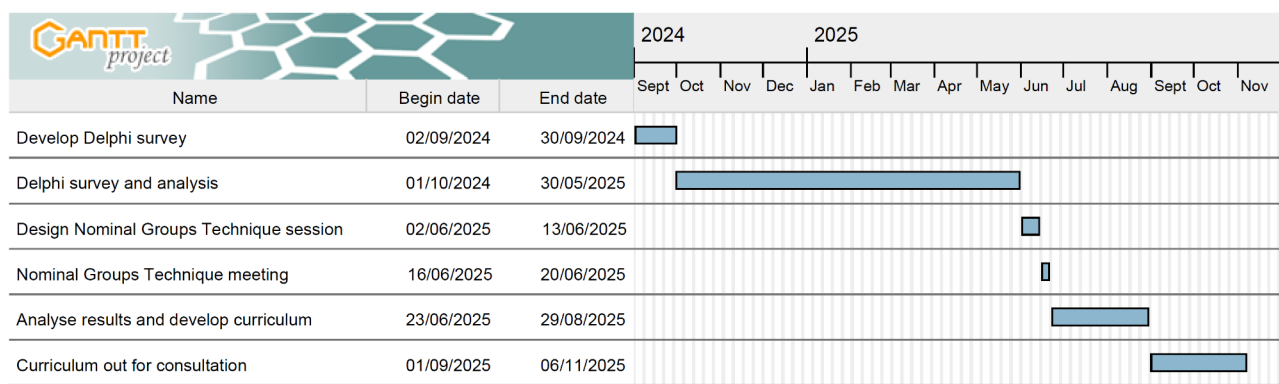 GANTT
project
2024 2025
Sept Oct Nov Dec Jan Feb Mar Apr May Jun Jul Aug Sept Oct Nov
Name Begin date End date
Develop Delphi survey 02/09/2024 30/09/2024
Delphi survey and analysis 01/10/2024 30/05/2025
Design Nominal Groups Technique session 02/06/2025 13/06/2025
Nominal Groups Technique meeting 16/06/2025 20/06/2025
Analyse results and develop curriculum 23/06/2025 29/08/2025
Curriculum out for consultation 01/09/2025 06/11/2025